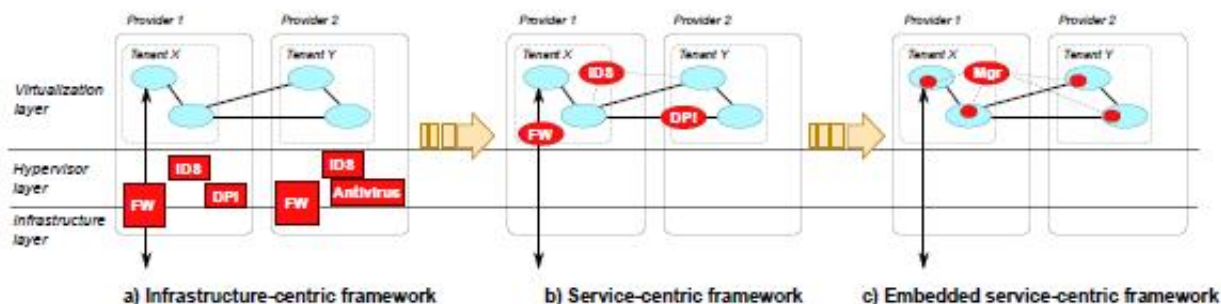 Provider 1
Provider 2
Provider 1
Provider 2
Provider 1
Provider 2
Tenant X
Tenant Y
Tenant X
Tenant Y
Tenant X
Tenant Y
IDS
Mgr
Virtualization
layer
DPI
FW
Hypervisor
layer
IDS
IDS
DPI
Antivirus
FW
FW
Infrastructure
layer
a) Infrastructure-centric framework
b) Service-centric framework
c) Embedded service-centric framework